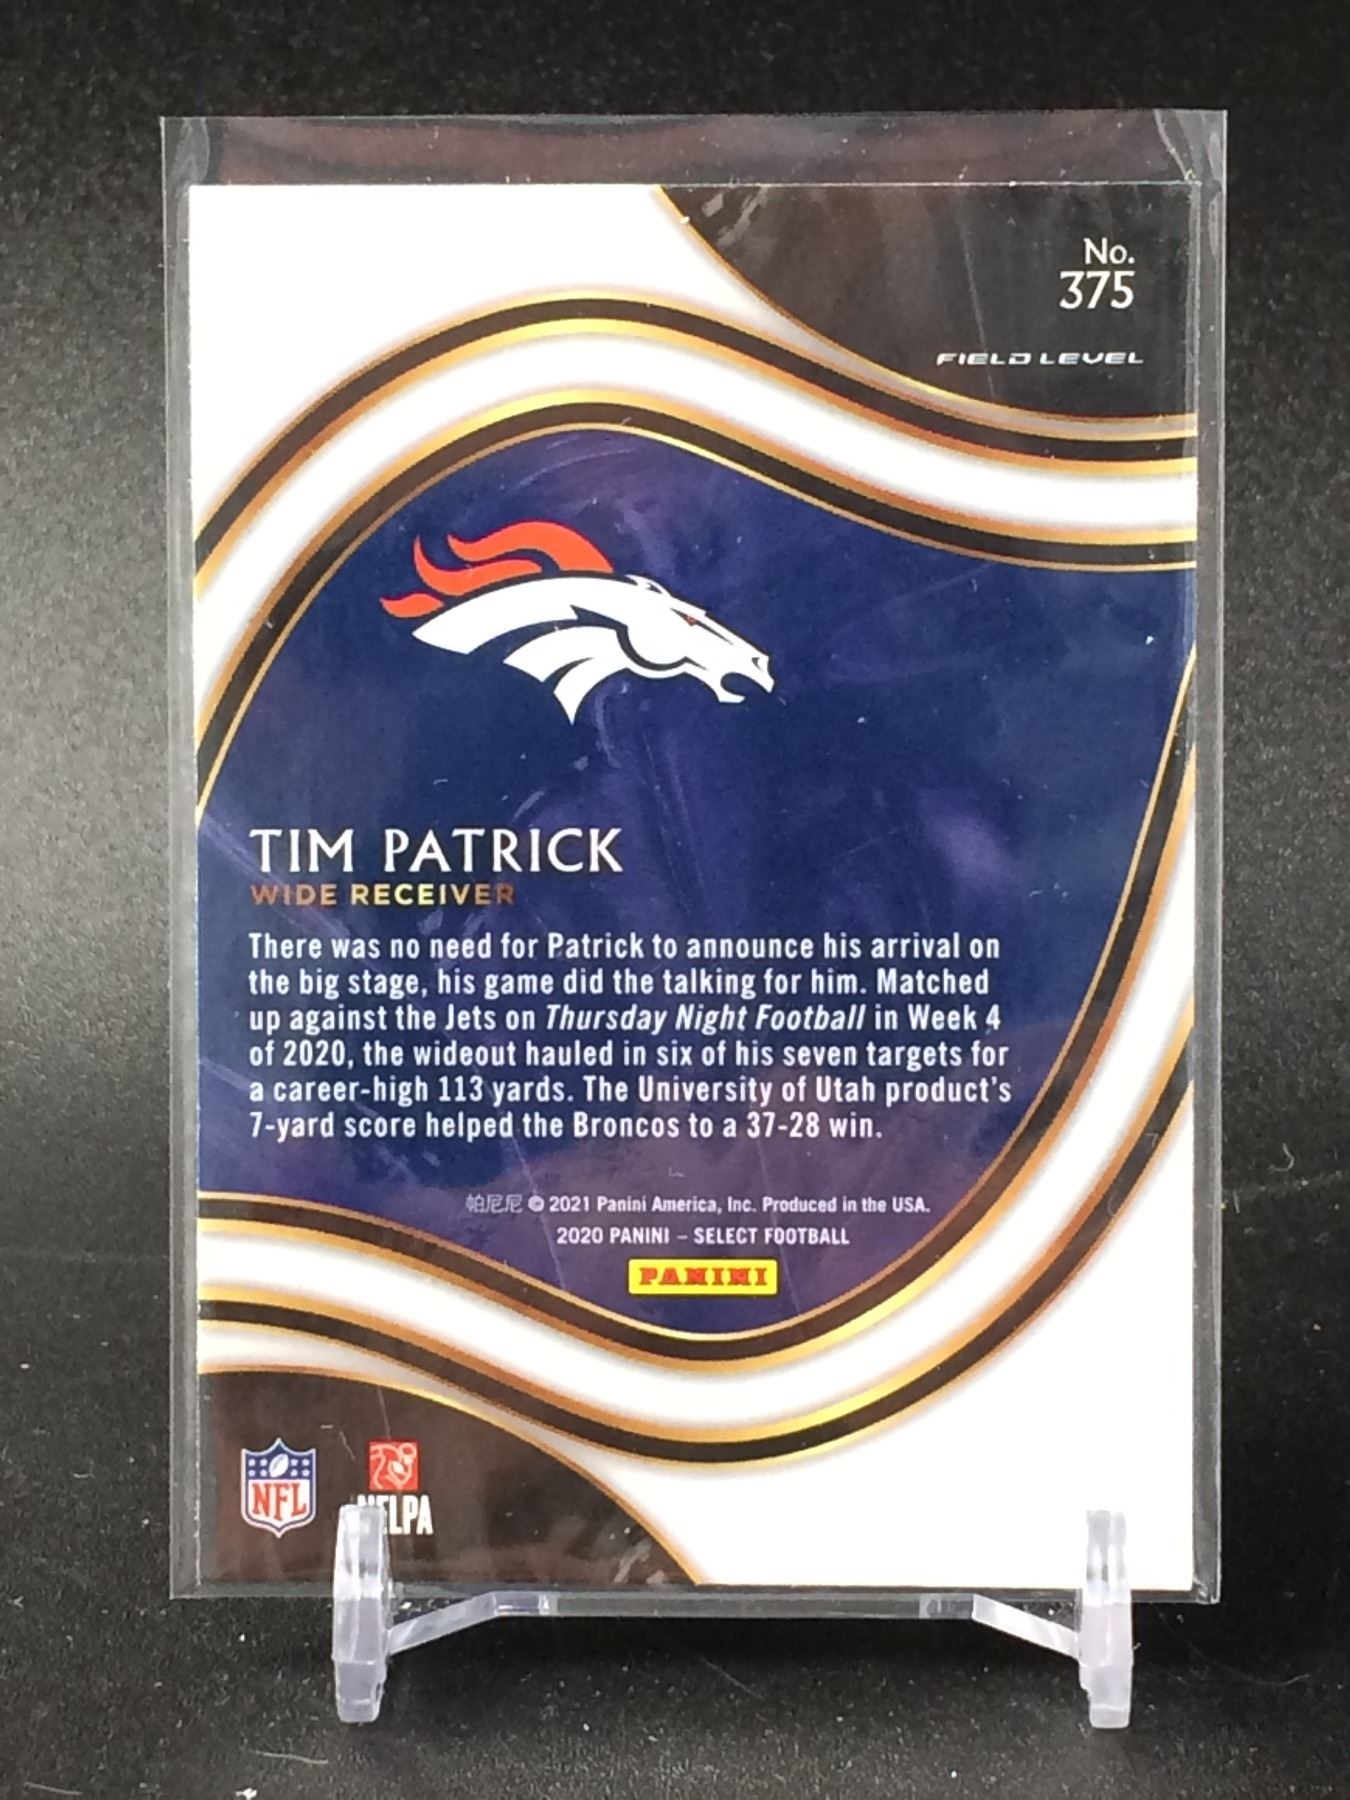 No.
375
FIELD LEVEL
TIM PATRICK
WIDE RECEIVER
There was no need for Patrick to announce his arrival on
the big stage, his game did the talking for him. Matched
up against the Jets on Thursday Night Football in Week 4
of 2020, the wideout hauled in six of his seven targets for
a career-high 113 yards. The University of Utah product's
7-yard score helped the Broncos to a 37-28 win.
帕尼尼 © 2021 Panini America, Inc. Produced in the USA.
2020 PANINI – SELECT FOOTBALL
PANINI
NFL
NFLPA